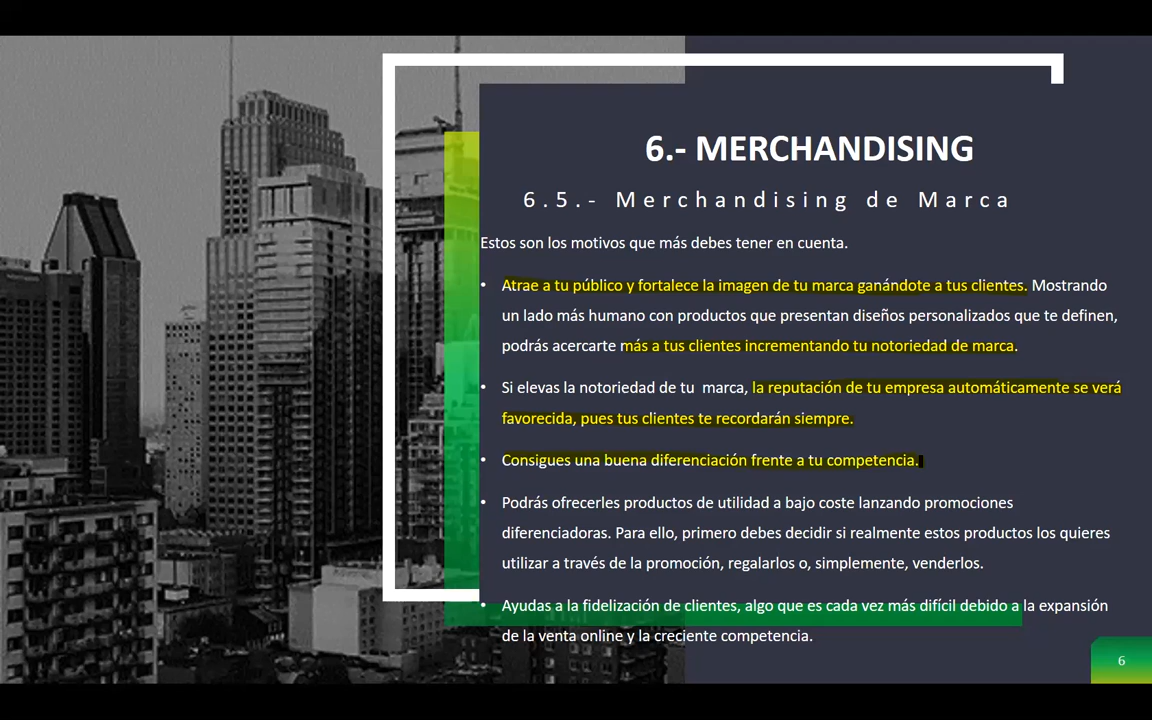 6.- MERCHANDISING
6.5.- Merchandising de Marca
Estos son los motivos que más debes tener en cuenta.
• Atrae a tu público y fortalece la imagen de tu marca ganándote a tus clientes. Mostrando
un lado más humano con productos que presentan diseños personalizados que te definen,
podrás acercarte más a tus clientes incrementando tu notoriedad de marca.
• Si elevas la notoriedad de tu  marca, la reputación de tu empresa automáticamente se verá
favorecida, pues tus clientes te recordarán siempre.
• Consigues una buena diferenciación frente a tu competencia.
• Podrás ofrecerles productos de utilidad a bajo coste lanzando promociones
diferenciadoras. Para ello, primero debes decidir si realmente estos productos los quieres
utilizar a través de la promoción, regalarlos o, simplemente, venderlos.
• Ayudas a la fidelización de clientes, algo que es cada vez más difícil debido a la expansión
de la venta online y la creciente competencia.
6